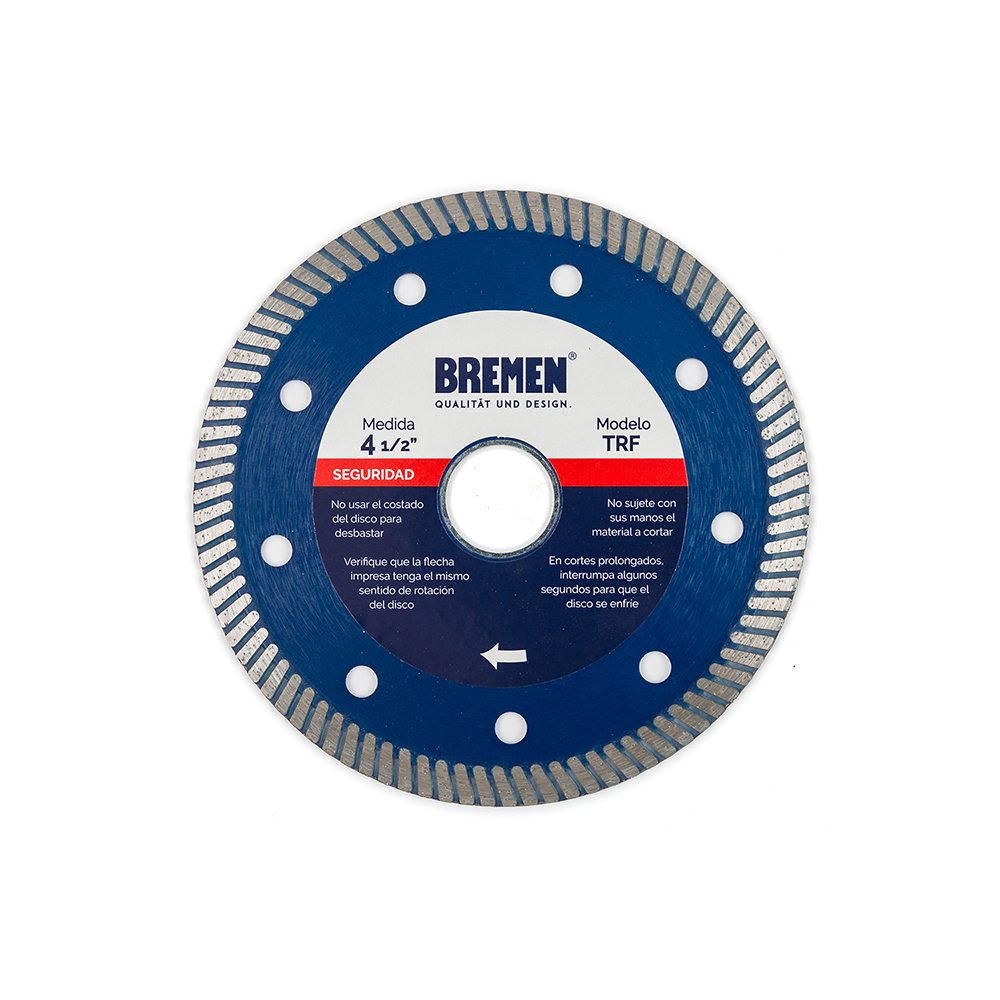 BREMEN®
QUALITÄT UND DESIGN.
Medida
4 1/2"
Modelo
TRF
SEGURIDAD
No usar el costado
del disco para
desbastar
No sujete con
sus manos el
material a cortar
Verifique que la flecha
impresa tenga el mismo
sentido de rotación
del disco
En cortes prolongados,
interrumpa algunos
segundos para que el
disco se enfríe